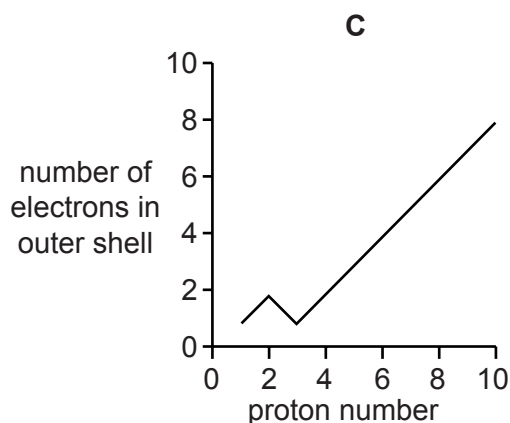 C
10
8
6
4
2
0
number of
electrons in
outer shell
0 2 4 6 8 10
proton number